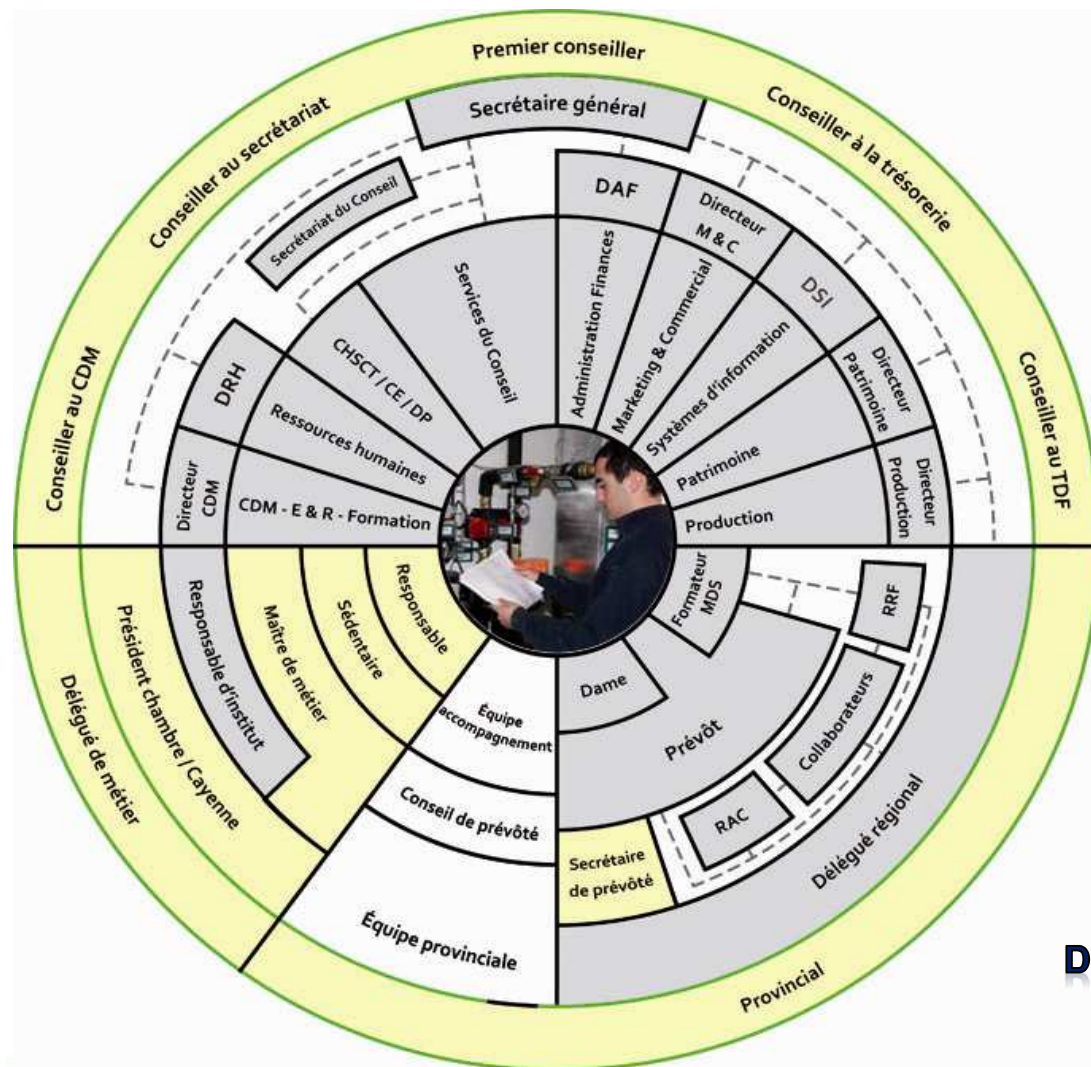 Premier conseiller
Conseiller au secrétariat
Conseiller à la trésorerie
Conseiller au CDM
Conseiller au TDF
Secrétaire général
Secrétariat du Conseil
DAF
Directeur
M & C
DSI
Directeur
Patrimoine
Directeur
Production
DRH
Directeur
CDM
Services du Conseil
CHSCT / CE / DP
Ressources humaines
CDM - E & R - Formation
Administration Finances
Marketing & Commercial
Systèmes d'information
Patrimoine
Production
Responsable
Sédentaire
Maître de métier
Responsable d'institut
Président chambre / Cayenne
Délégué de métier
Équipe
accompagnement
Conseil de prévôté
Équipe provinciale
Formateur
MDS
Dame
Prévôt
RRF
Collaborateurs
RAC
Secrétaire
de prévôté
Délégué régional
Provincial
D